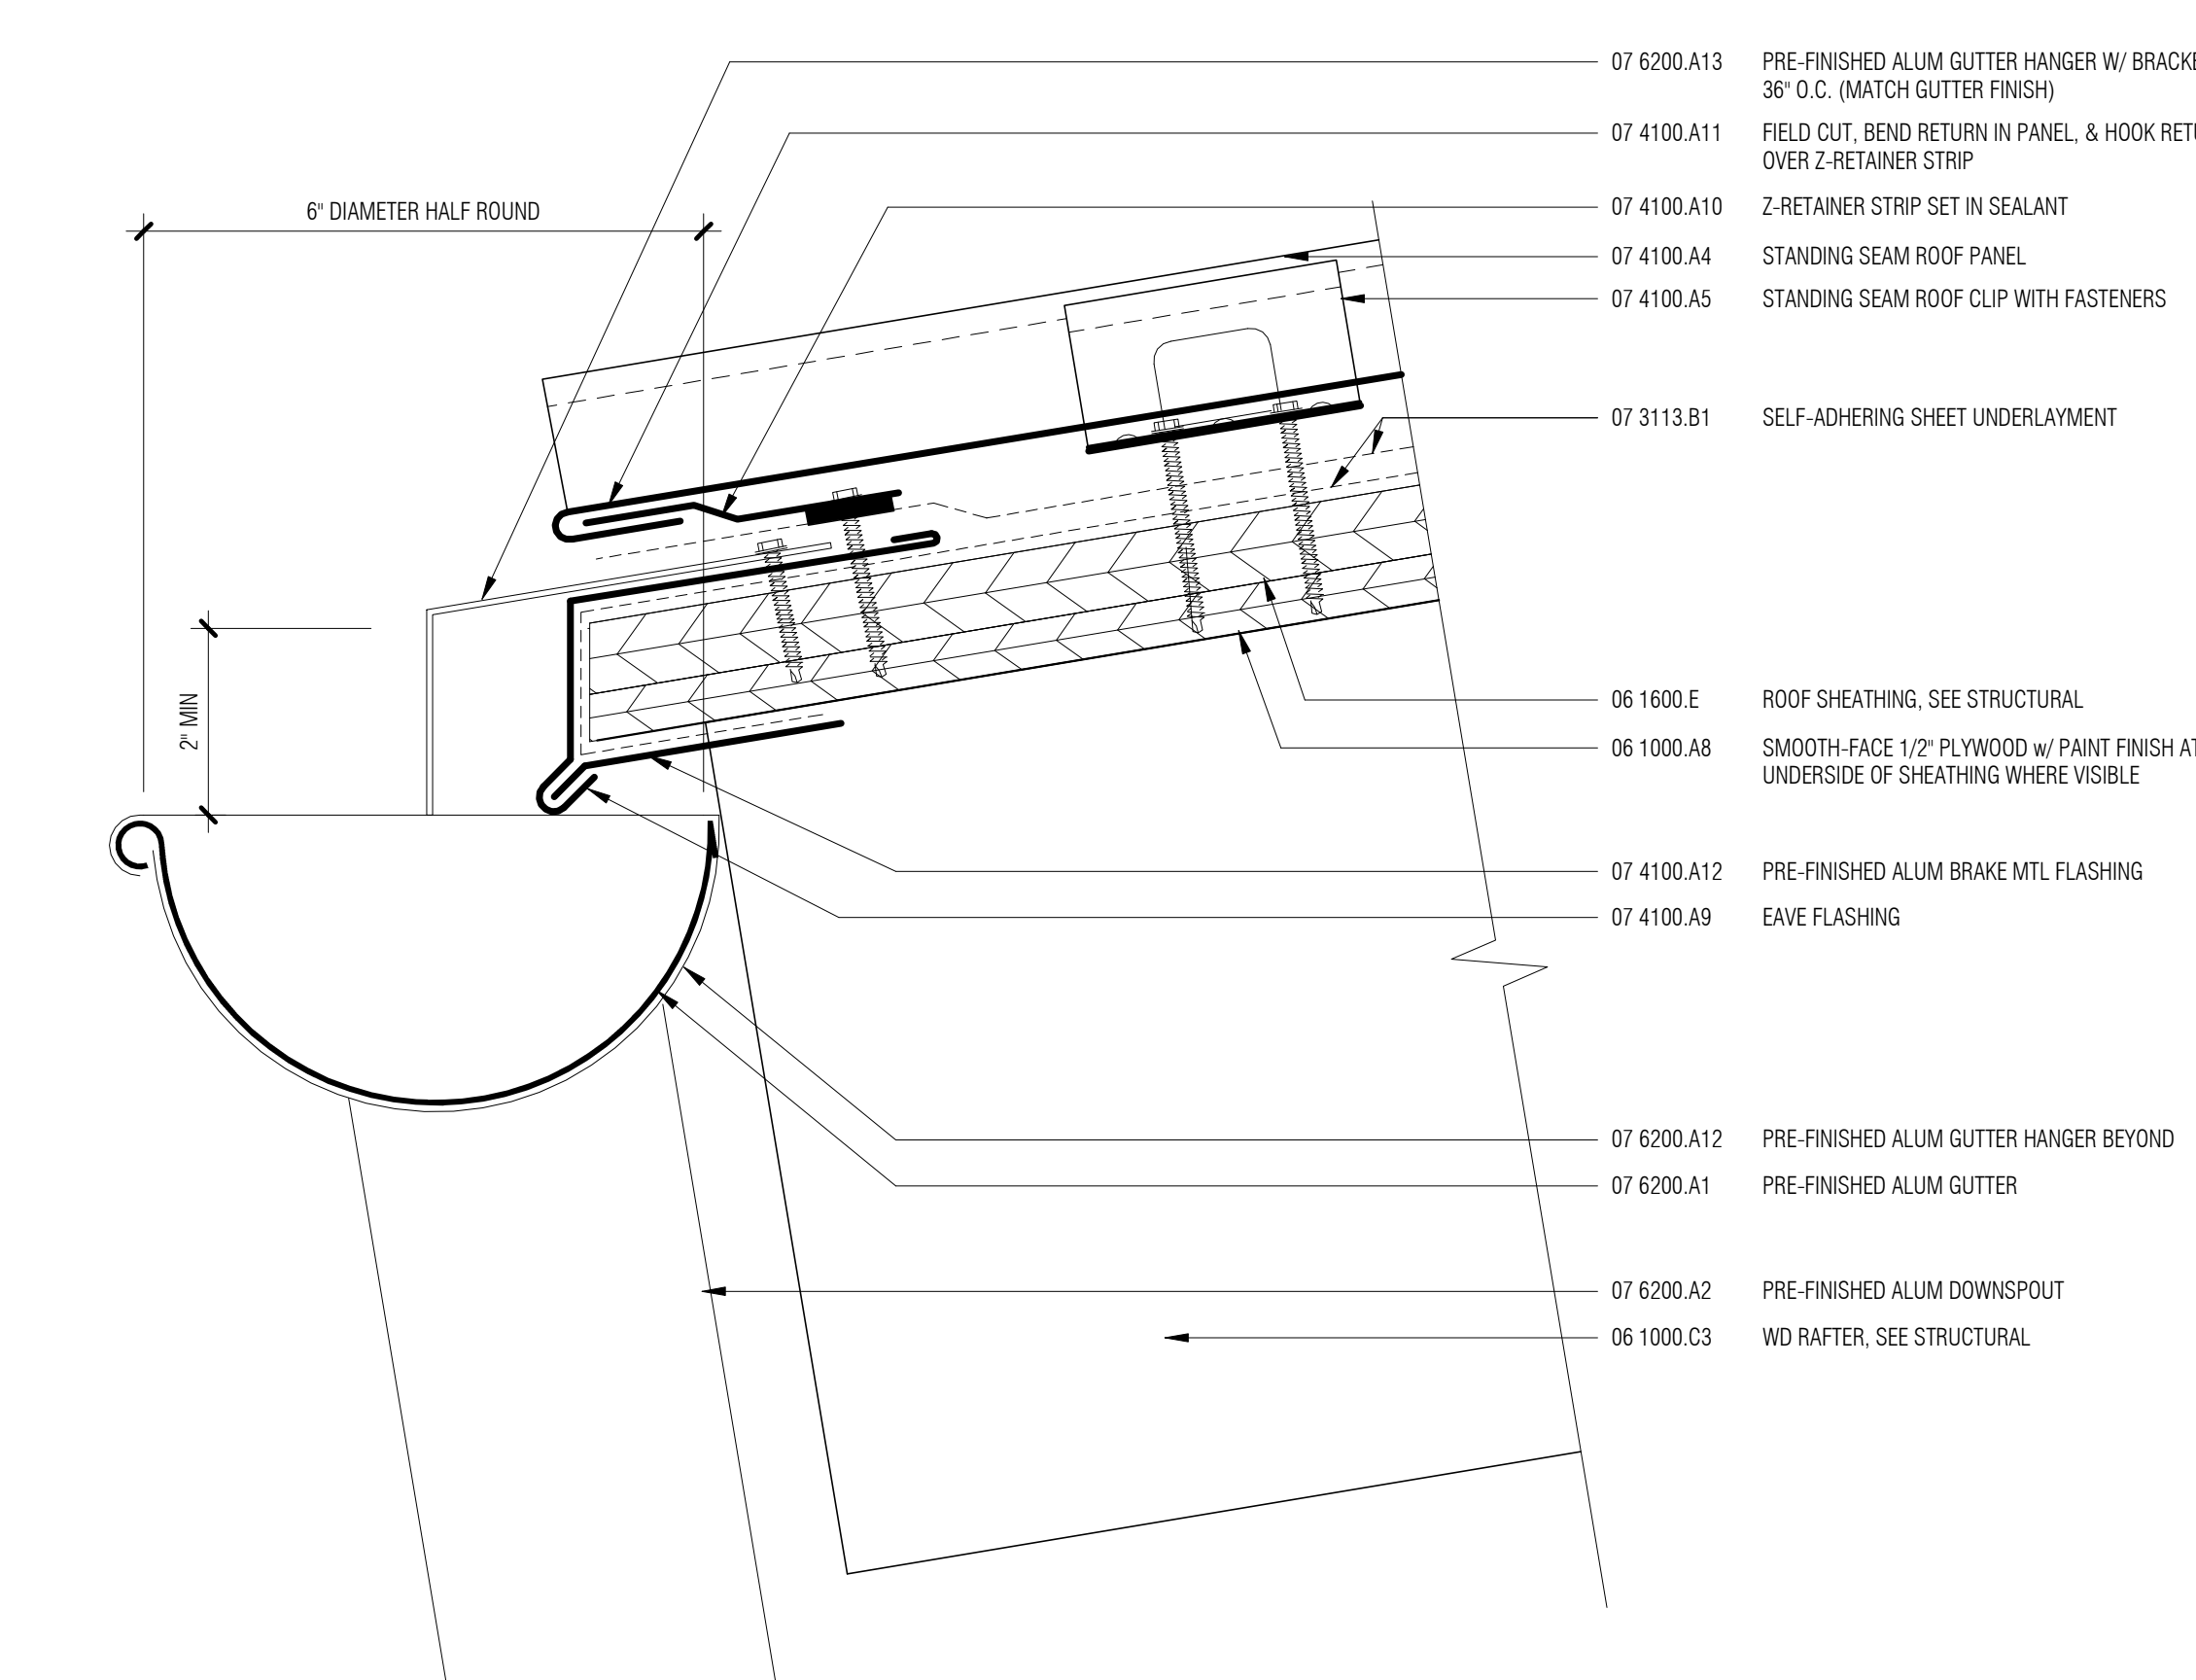 07 6200.A13 PRE-FINISHED ALUM GUTTER HANGER W/
36" O.C. (MATCH GUTTER FINISH)
07 4100.A11 FIELD CUT, BEND RETURN IN PANEL, & HOOK
OVER Z-RETAINER STRIP
6" DIAMETER HALF ROUND
07 4100.A10 Z-RETAINER STRIP SET IN SEALANT
07 4100.A4 STANDING SEAM ROOF PANEL
07 4100.A5 STANDING SEAM ROOF CLIP WITH FASTENERS
07 3113.B1 SELF-ADHERING SHEET UNDERLAYMENT
2" MIN
06 1600.E ROOF SHEATHING, SEE STRUCTURAL
06 1000.A8 SMOOTH-FACE 1/2" PLYWOOD w/ PAINT FINISH AT
UNDERSIDE OF SHEATHING WHERE VISIBLE
07 4100.A12 PRE-FINISHED ALUM BRAKE MTL FLASHING
07 4100.A9 EAVE FLASHING
07 6200.A12 PRE-FINISHED ALUM GUTTER HANGER BEYOND
07 6200.A1 PRE-FINISHED ALUM GUTTER
07 6200.A2 PRE-FINISHED ALUM DOWNSPOUT
06 1000.C3 WD RAFTER, SEE STRUCTURAL